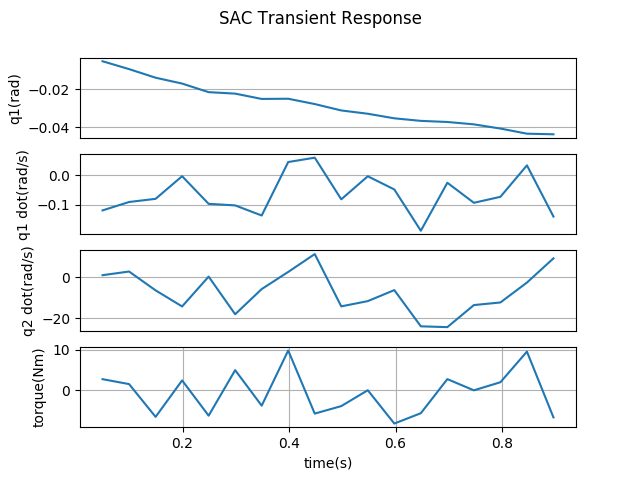 SAC Transient Response
q1(rad)
−0.02
−0.04
q1 dot(rad/s)
0.0
−0.1
q2 dot(rad/s)
0
−20
torque(Nm)
10
0
0.2 0.4 0.6 0.8
time(s)